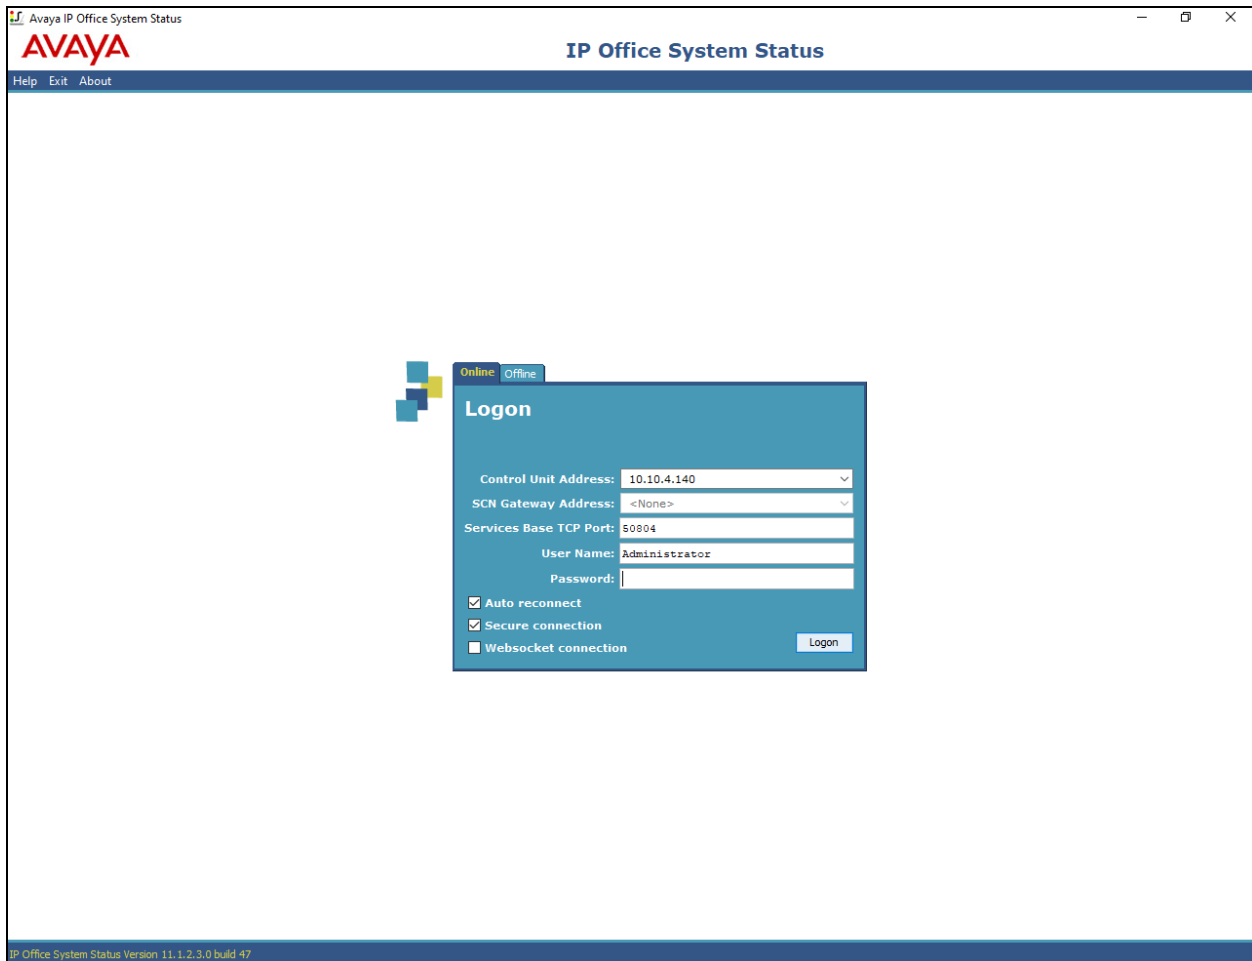 Avaya IP Office System Status
AVAYA
IP Office System Status
Help Exit About
Online Offline
Logon
Control Unit Address: 10.10.4.140
SCN Gateway Address: <None>
Services Base TCP Port: 50804
User Name: Administrator
Password:
Auto reconnect
Secure connection
Websocket connection
Logon
IP Office System Status Version 11.1.2.3.0 build 47